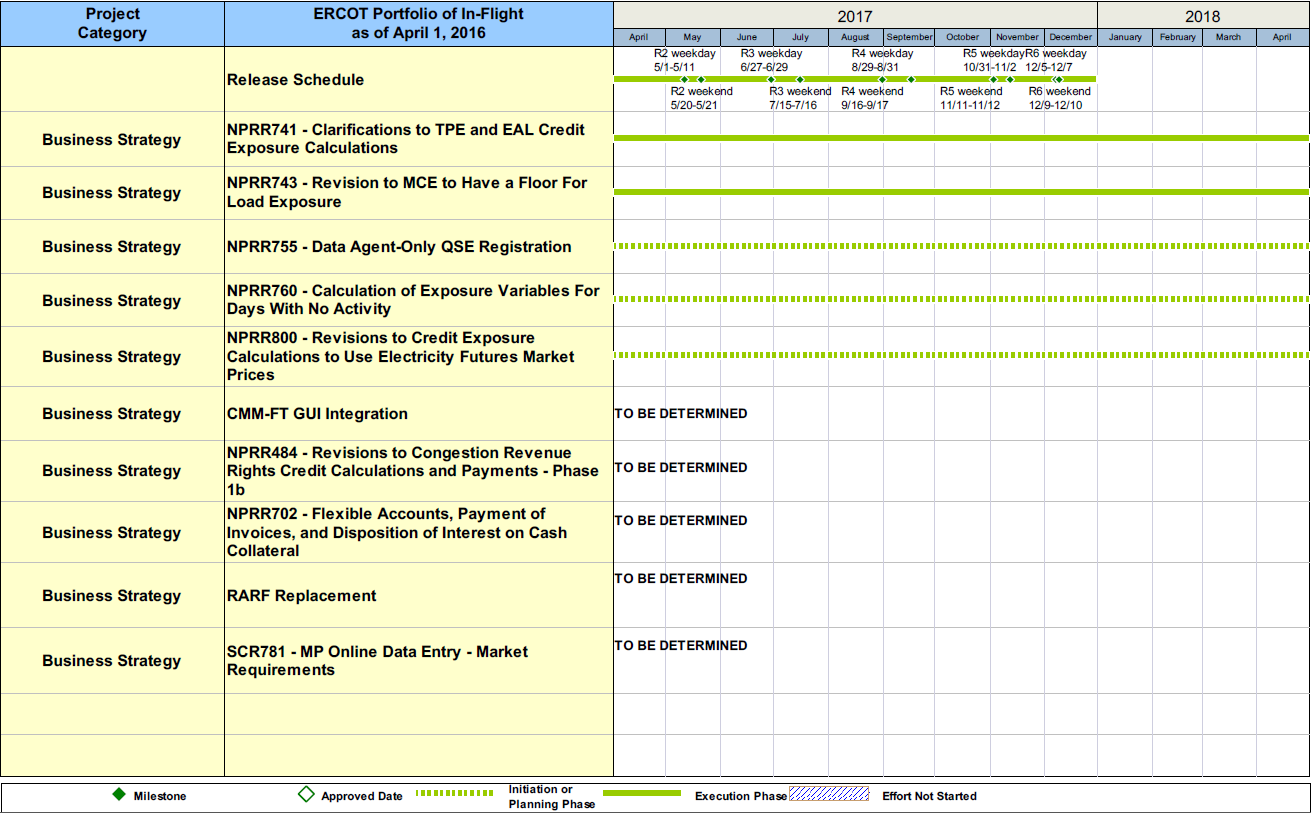 Project
Category
ERCOT Portfolio of In-Flight
as of April 1, 2016
2017
2018
April May June July August September October November December January February March April
Release Schedule
R2 weekday R3 weekday R4 weekday R5 weekday R6 weekday
5/1-5/11 6/27-6/29 8/29-8/31 10/31-11/2 12/5-12/7
R2 weekend R3 weekend R4 weekend R5 weekend R6 weekend
5/20-5/21 7/15-7/16 9/16-9/17 11/11-11/12 12/9-12/10
Business Strategy
NPRR741 - Clarifications to TPE and EAL Credit
Exposure Calculations
Business Strategy
NPRR743 - Revision to MCE to Have a Floor For
Load Exposure
Business Strategy
NPRR755 - Data Agent-Only QSE Registration
Business Strategy
NPRR760 - Calculation of Exposure Variables For
Days With No Activity
Business Strategy
NPRR800 - Revisions to Credit Exposure
Calculations to Use Electricity Futures Market
Prices
Business Strategy
CMM-FT GUI Integration
TO BE DETERMINED
Business Strategy
NPRR484 - Revisions to Congestion Revenue
Rights Credit Calculations and Payments - Phase
1b
TO BE DETERMINED
Business Strategy
NPRR702 - Flexible Accounts, Payment of
Invoices, and Disposition of Interest on Cash
Collateral
TO BE DETERMINED
Business Strategy
RARF Replacement
TO BE DETERMINED
Business Strategy
SCR781 - MP Online Data Entry - Market
Requirements
TO BE DETERMINED
Milestone
Approved Date
Initiation or
Planning Phase
Execution Phase
Effort Not Started